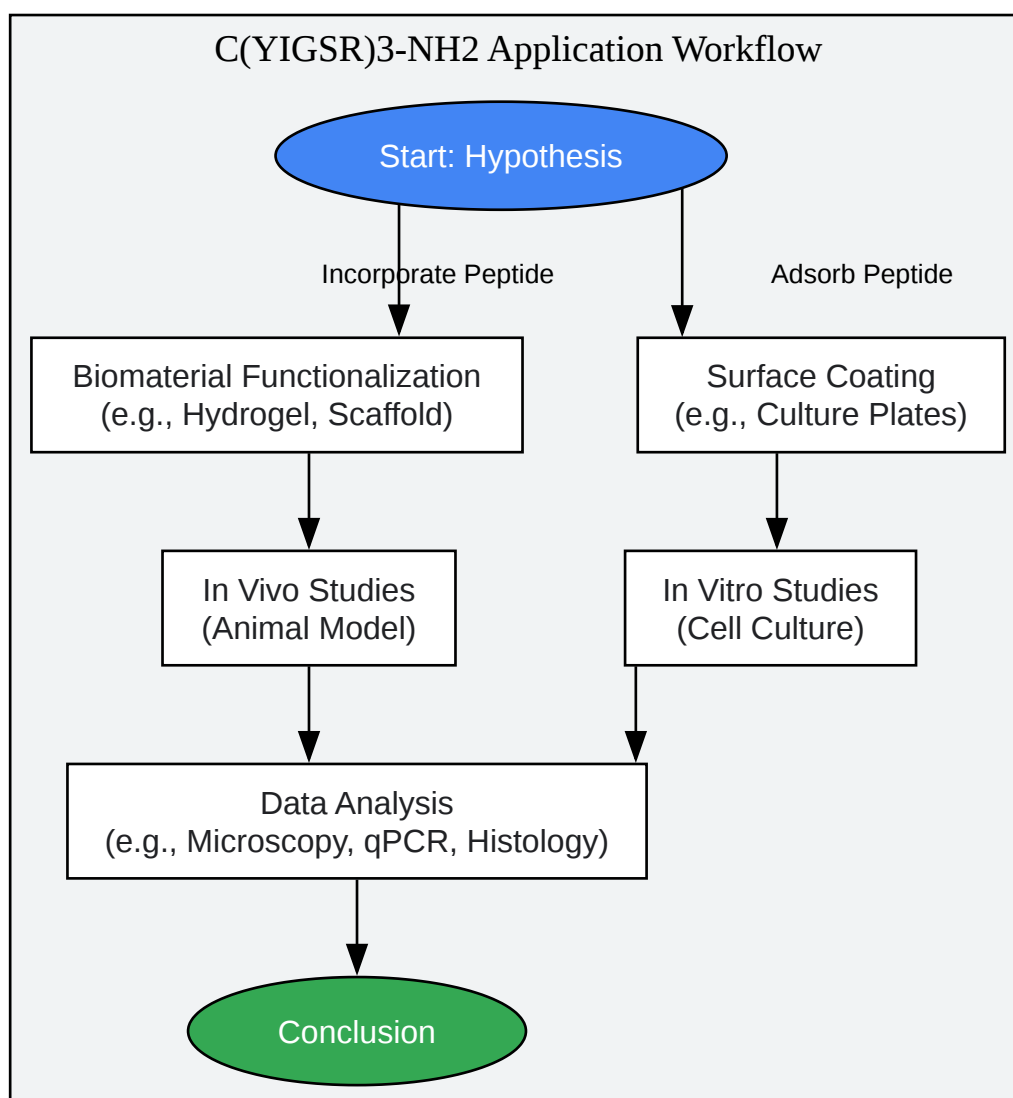 C(YIGSR)3-NH2 Application Workflow
Start: Hypothesis
Incorporate Peptide
Adsorb Peptide
Biomaterial Functionalization
(e.g., Hydrogel, Scaffold)
Surface Coating
(e.g., Culture Plates)
In Vivo Studies
(Animal Model)
In Vitro Studies
(Cell Culture)
Data Analysis
(e.g., Microscopy, qPCR, Histology)
Conclusion